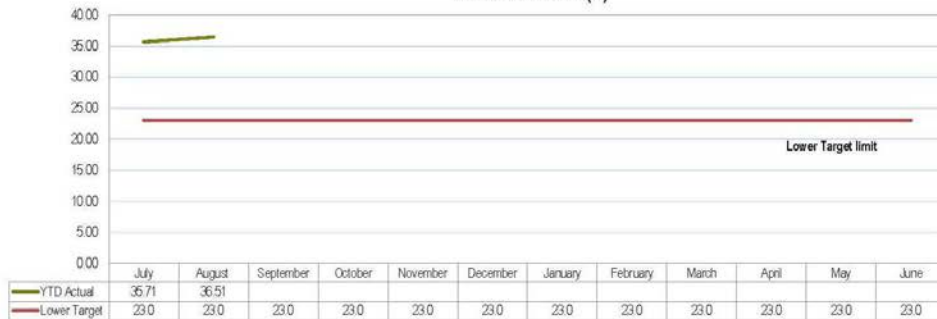 40.00
35.00
30.00
25.00
20.00
15.00
10.00
5.00
0.00
Lower Target limit
July August September October November December January February March April May June
YTD Actual 35.71 36.51
Lower Target 23.0 23.0 23.0 23.0 23.0 23.0 23.0 23.0 23.0 23.0 23.0 23.0